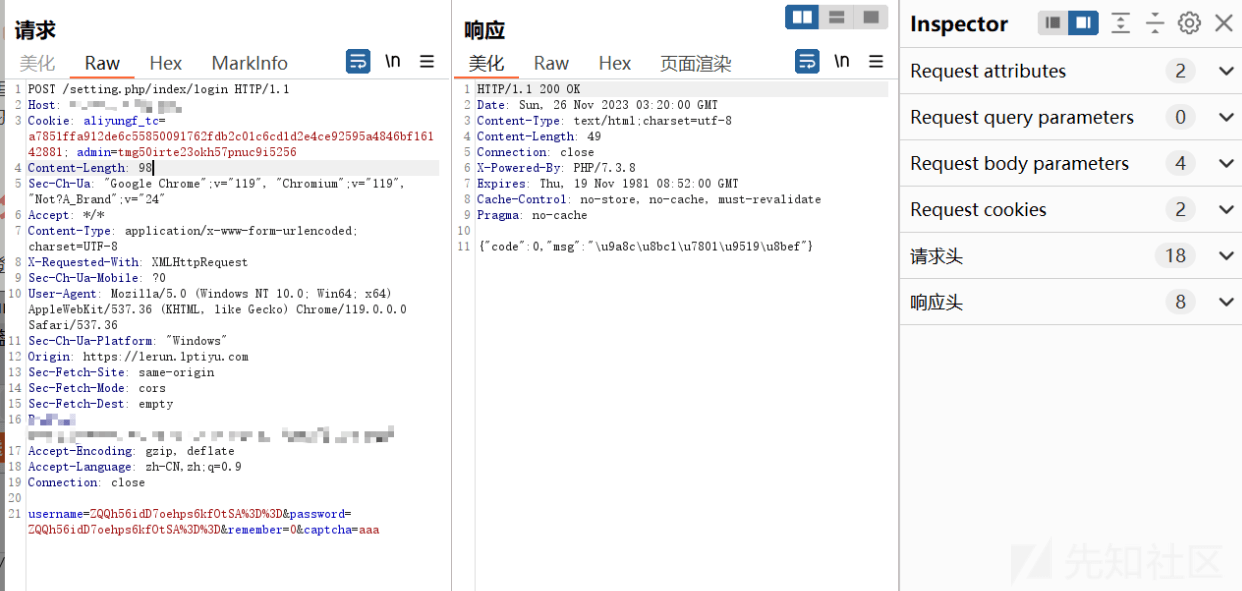 请求
美化 Raw Hex MarkInfo \n
1 POST /setting.php/index/login HTTP/1.1
2 Host:
3 Cookie: aliyungf_tc=
a7851ffa912de6c55850091762fdb2c01c6cd1d2e4ce92595a4846bf161
42881; admin=tmg50irte23okh57pnuc9i5256
4 Content-Length: 98
5 Sec-Ch-Ua: "Google Chrome";v="119", "Chromium";v="119",
"Not?A_Brand";v="24"
6 Accept: */*
7 Content-Type: application/x-www-form-urlencoded;
charset=UTF-8
8 X-Requested-With: XMLHttpRequest
9 Sec-Ch-Ua-Mobile: ?0
10 User-Agent: Mozilla/5.0 (Windows NT 10.0; Win64; x64)
AppleWebKit/537.36 (KHTML, like Gecko) Chrome/119.0.0.0
Safari/537.36
11 Sec-Ch-Ua-Platform: "Windows"
12 Origin: https://lerun.lptiyu.com
13 Sec-Fetch-Site: same-origin
14 Sec-Fetch-Mode: cors
15 Sec-Fetch-Dest: empty
16
17 Accept-Encoding: gzip, deflate
18 Accept-Language: zh-CN,zh;q=0.9
19 Connection: close
20
21 username=ZQQh56idD7oehps6kfOtSA%3D%3D&password=
ZQQh56idD7oehps6kfOtSA%3D%3D&remember=0&captcha=aaa
响应
美化 Raw Hex 页面渲染 \n
1 HTTP/1.1 200 OK
2 Date: Sun, 26 Nov 2023 03:20:00 GMT
3 Content-Type: text/html;charset=utf-8
4 Content-Length: 49
5 Connection: close
6 X-Powered-By: PHP/7.3.8
7 Expires: Thu, 19 Nov 1981 08:52:00 GMT
8 Cache-Control: no-store, no-cache, must-revalidate
9 Pragma: no-cache
10
11 {"code":0,"msg":"\u9a8c\u8bc1\u7801\u9519\u8bef"}
Inspector
Request attributes 2
Request query parameters 0
Request body parameters 4
Request cookies 2
请求头 18
响应头 8
先知社区